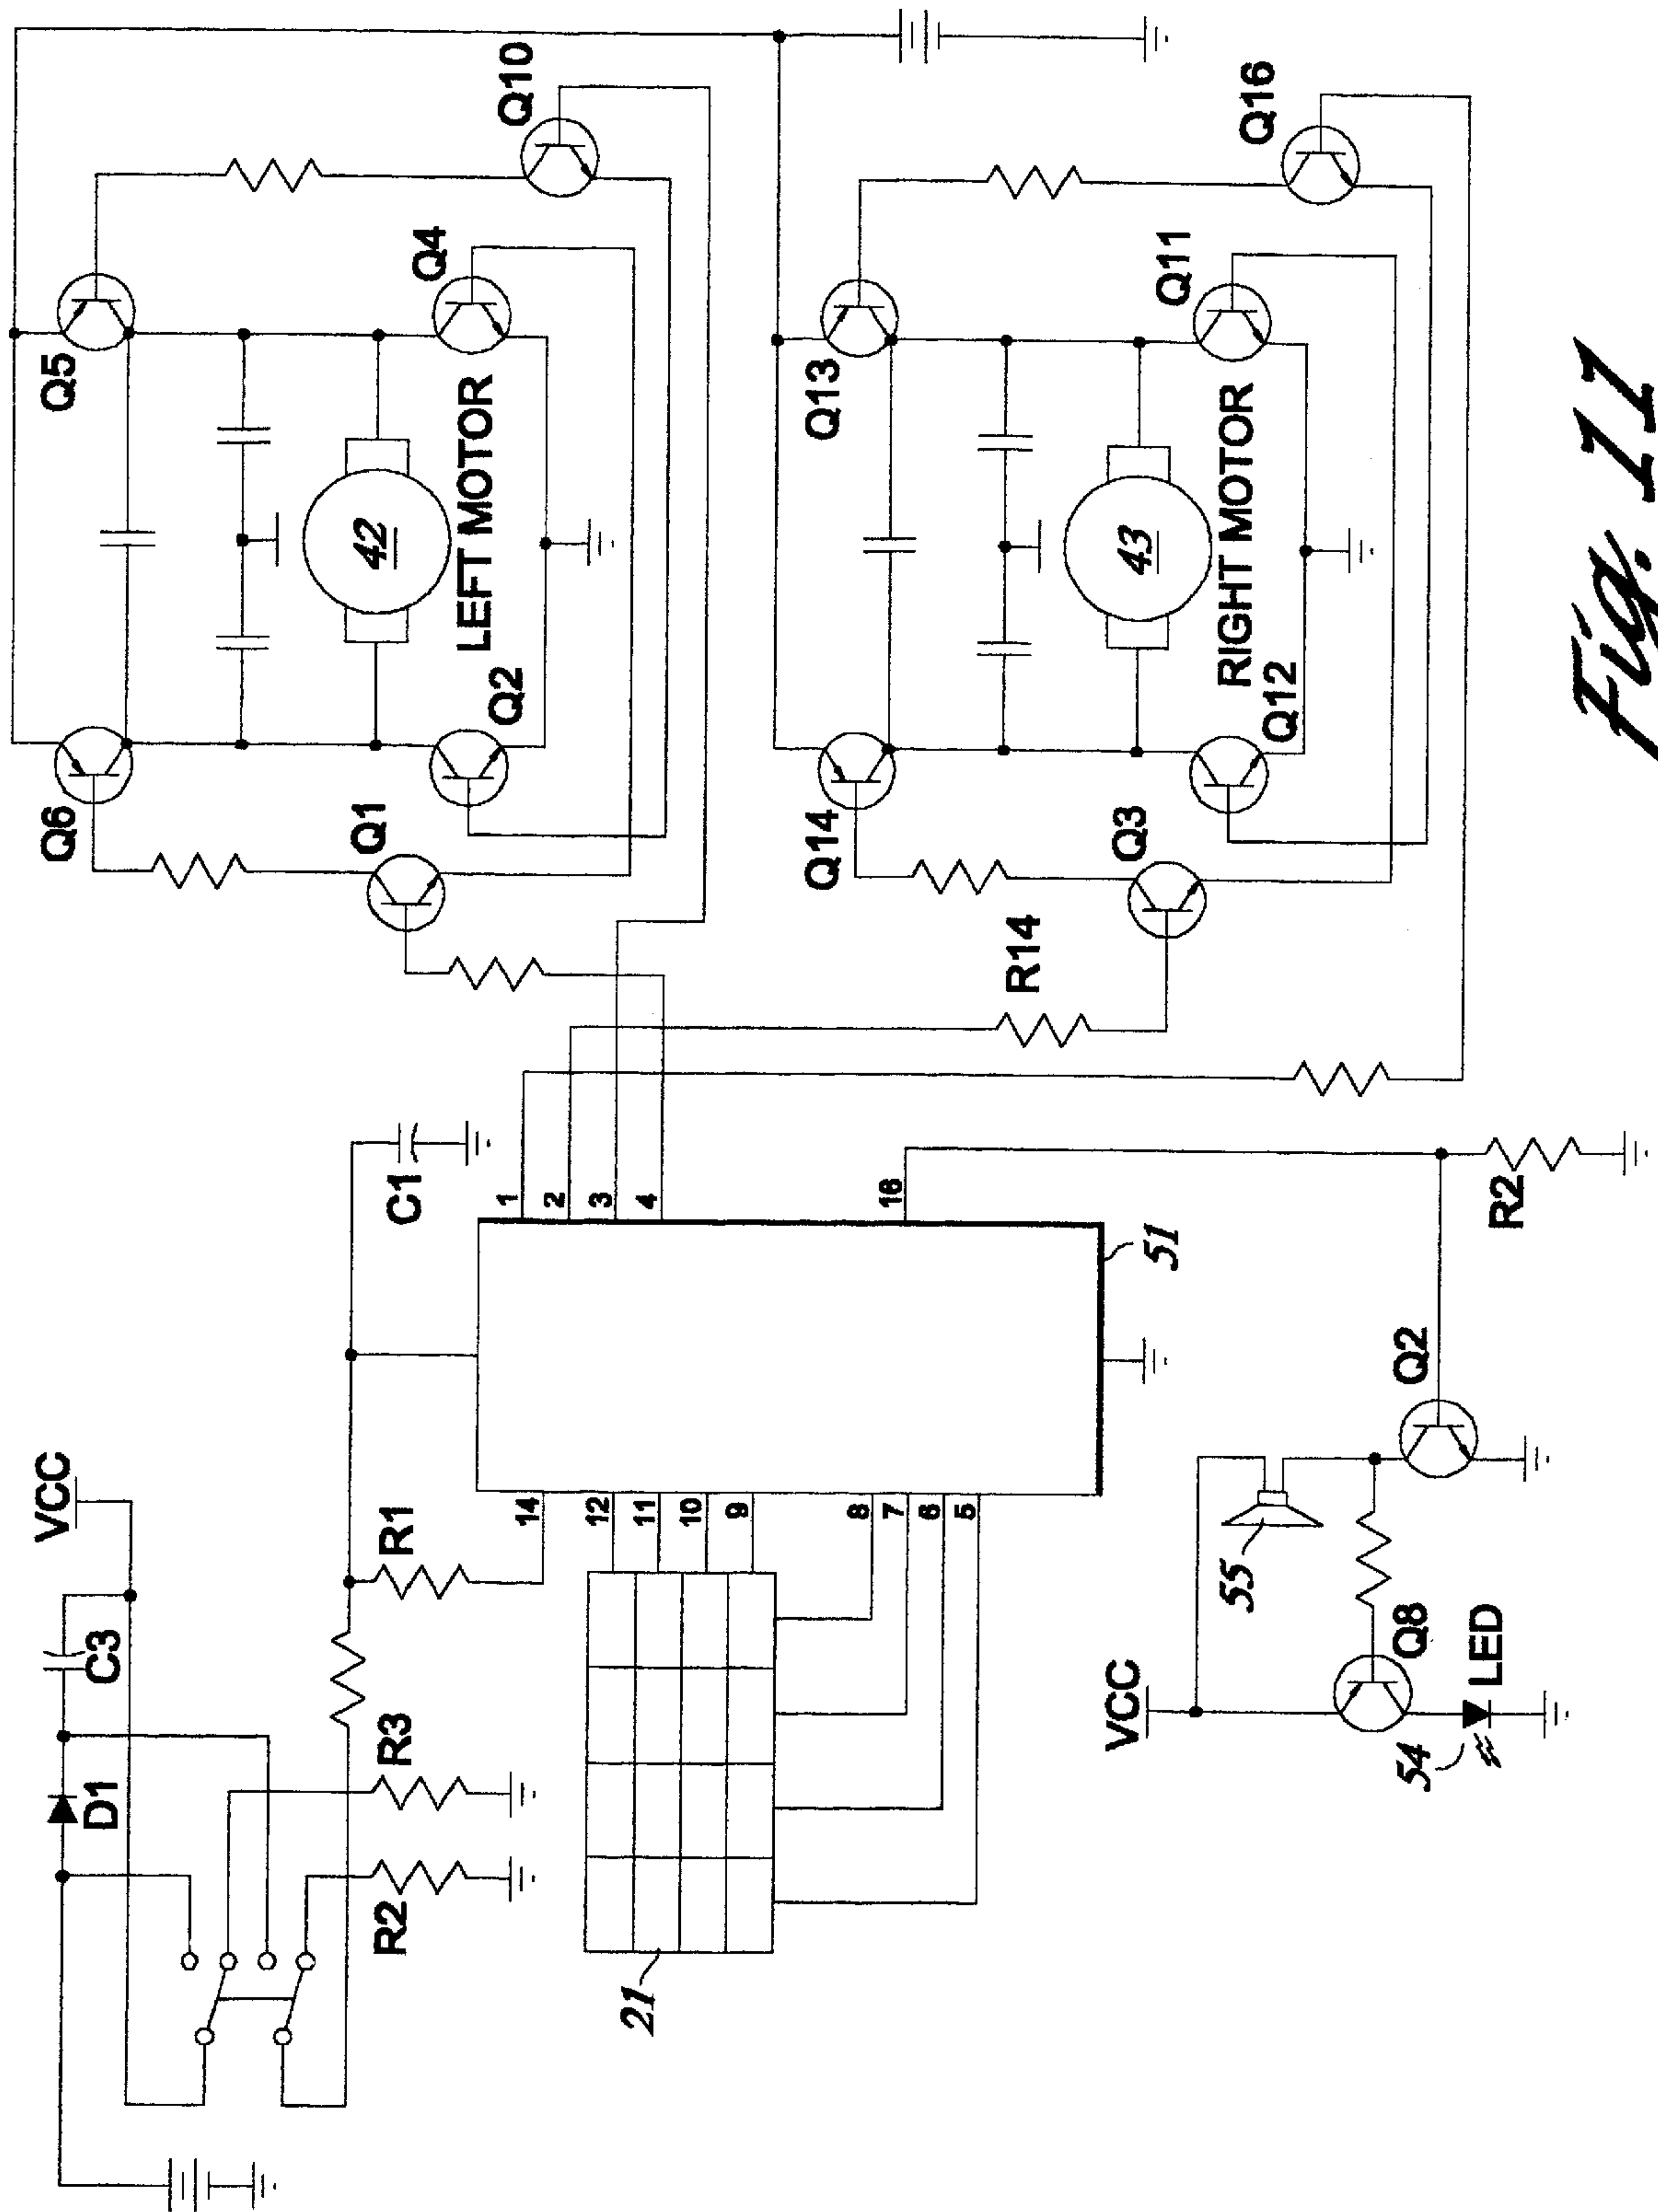 VCC
C3
D1
R3
R2
R1
C1
14
12
11
10
9
8
7
6
5
1
2
3
4
16
51
21
VCC
55
Q8
54
LED
Q2
R2
Q6
Q5
Q10
Q1
42
LEFT MOTOR
Q2
Q4
Q14
Q13
Q16
R14
Q3
43
RIGHT MOTOR
Q12
Q11
Fig. 11